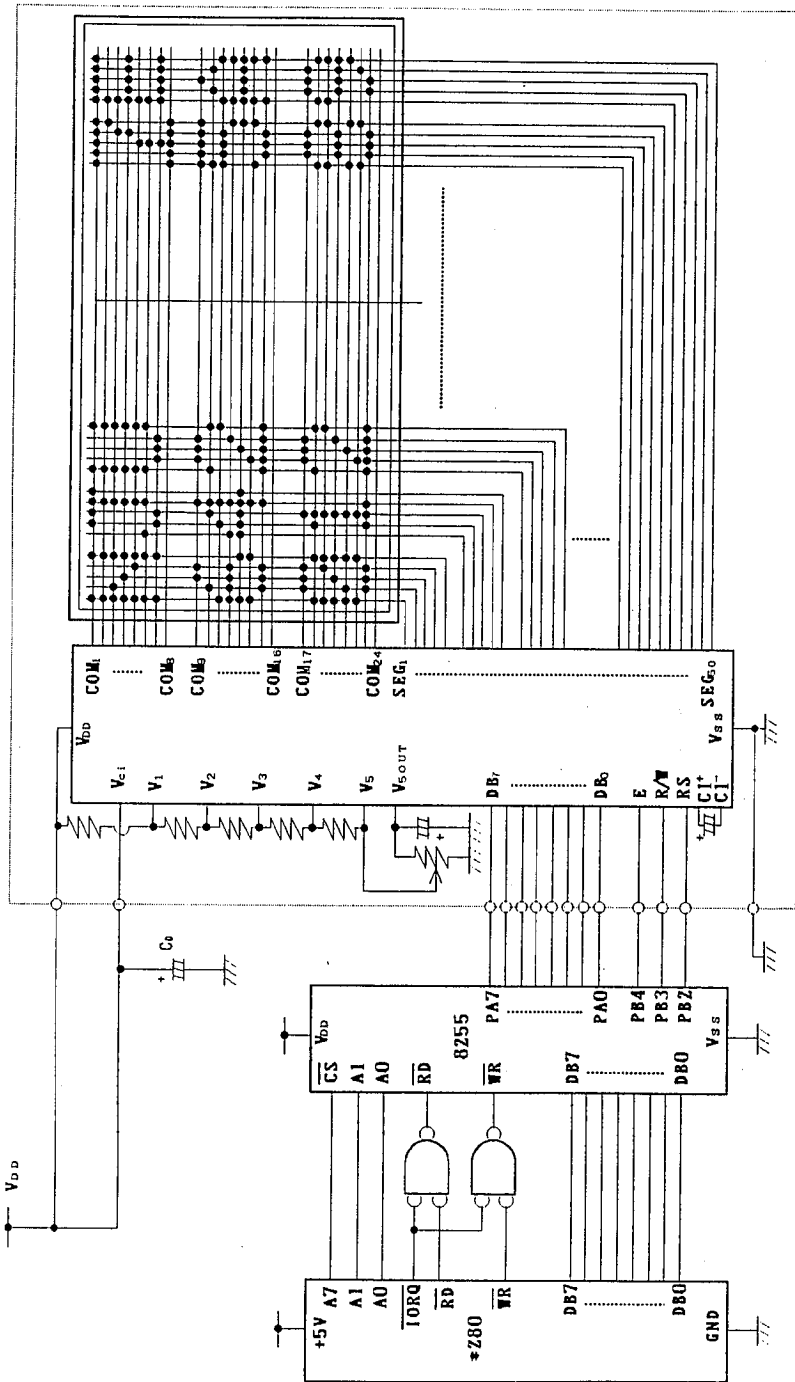 VDD
+5V
A7
A1
A0
IORQ
RD
WR
*Z80
DB7
DB0
GND
VDD
8255
CS
A1
A0
RD
WR
DB7
DB0
VSS
PA7
PA0
PB4
PB3
PB2
+
C0
VDD
Vci
V1
V2
V3
V4
V5
V5OUT
+
DB7
DB0
E
R/W
RS
C1+
C1-
+
VSS
COM1
COM8
COM9
COM16
COM17
COM24
SEG1
SEG50